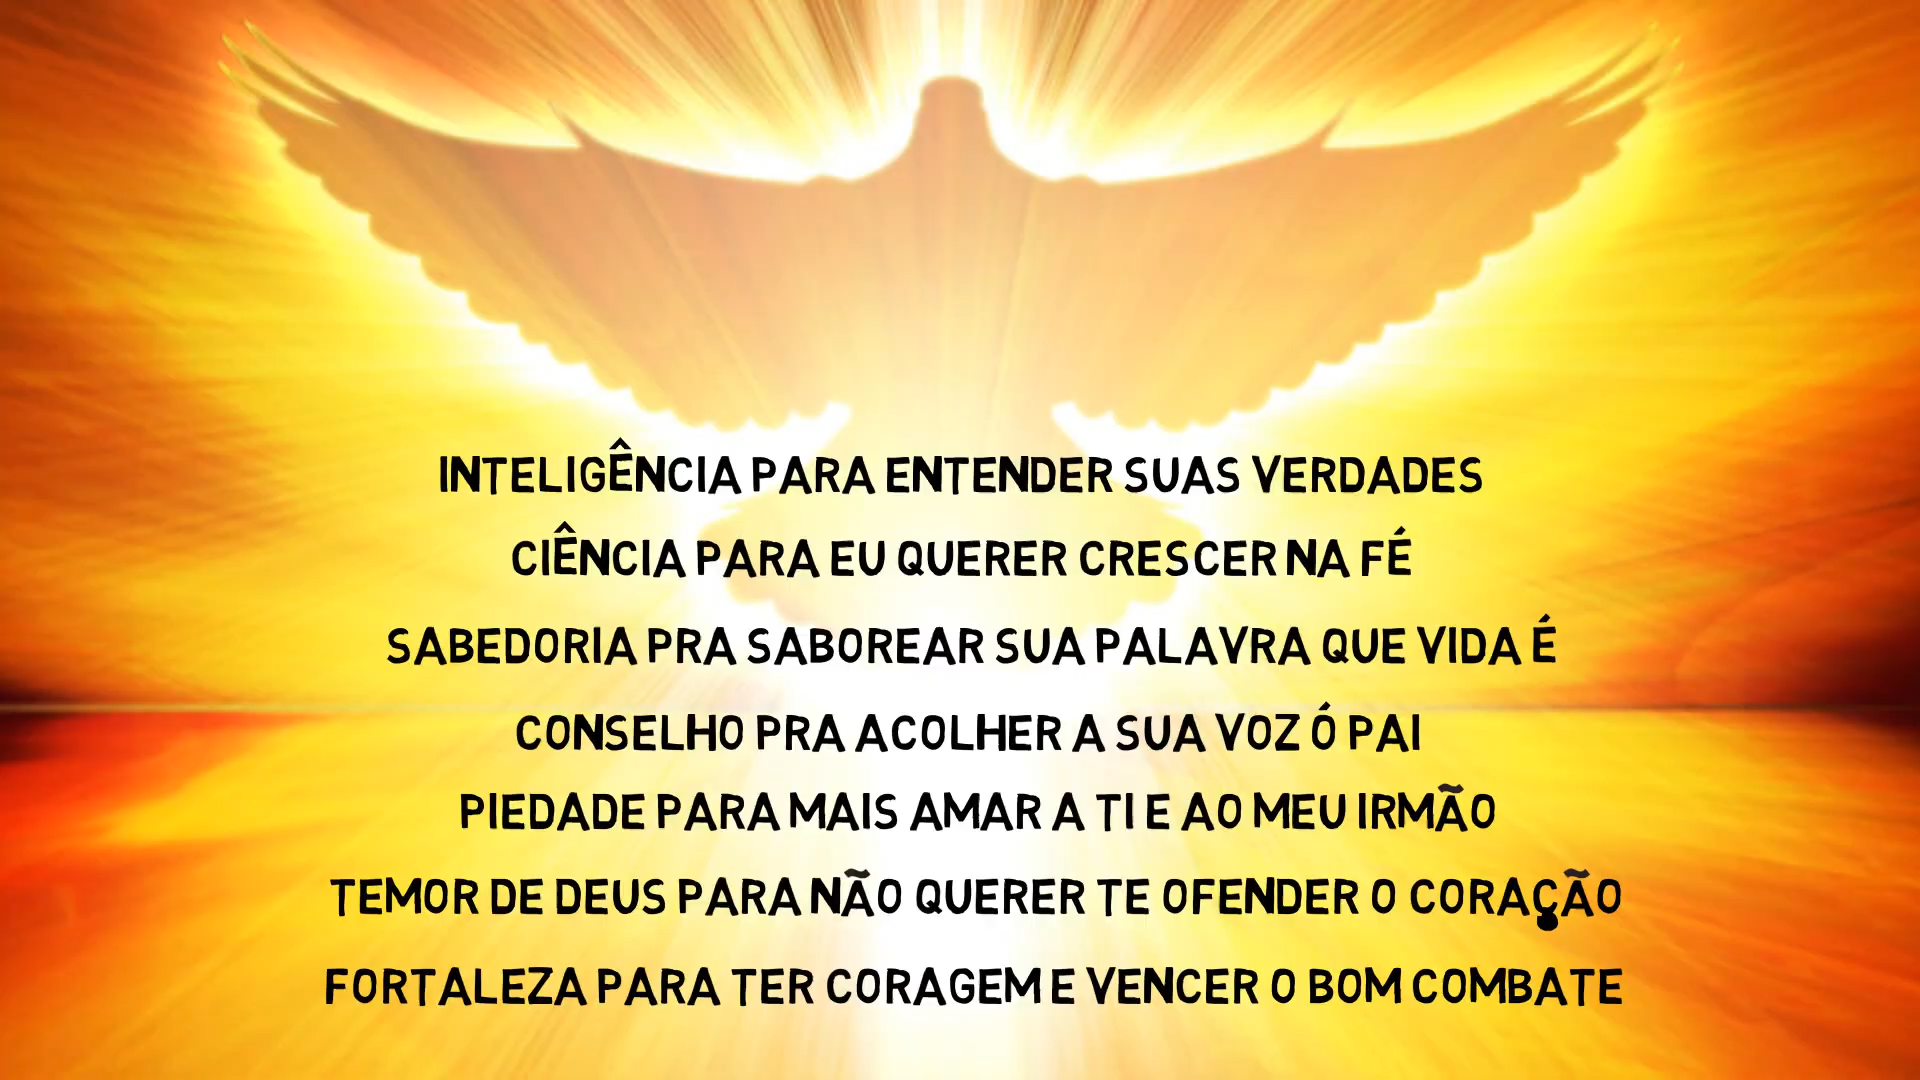 INTELIGÊNCIA PARA ENTENDER SUAS VERDADES
CIÊNCIA PARA EU QUERER CRESCER NA FÉ
SABEDORIA PRA SABOREAR SUA PALAVRA QUE VIDA É
CONSELHO PRA ACOLHER A SUA VOZ Ó PAI
PIEDADE PARA MAIS AMAR A TI E AO MEU IRMÃO
TEMOR DE DEUS PARA NÃO QUERER TE OFENDER O CORAÇÃO
FORTALEZA PARA TER CORAGEM E VENCER O BOM COMBATE